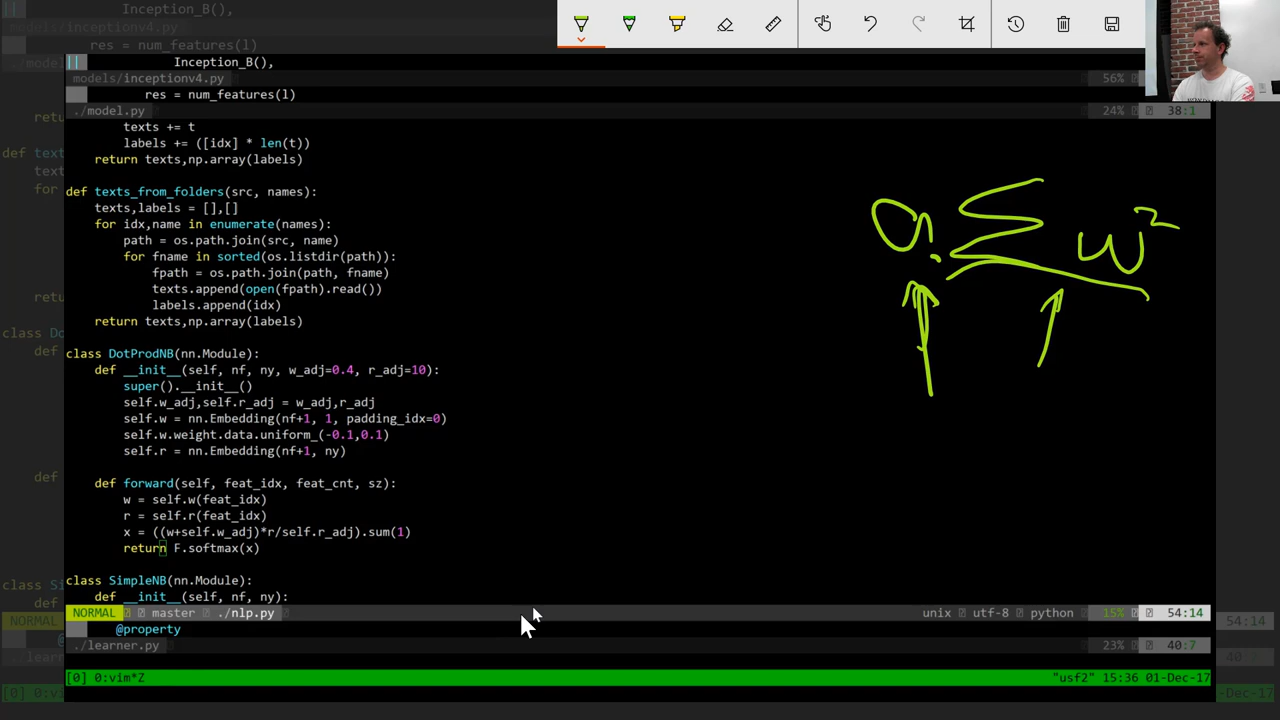 || Inception_B(),
models/inceptionv4.py 56%
res = num_features(l)
./model.py 24% 38:1
texts += t
labels += ([idx] * len(t))
return texts,np.array(labels)
def texts_from_folders(src, names):
texts,labels = [],[]
for idx,name in enumerate(names):
path = os.path.join(src, name)
for fname in sorted(os.listdir(path)):
fpath = os.path.join(path, fname)
texts.append(open(fpath).read())
labels.append(idx)
return texts,np.array(labels)
class DotProdNB(nn.Module):
def __init__(self, nf, ny, w_adj=0.4, r_adj=10):
super().__init__()
self.w_adj,self.r_adj = w_adj,r_adj
self.w = nn.Embedding(nf+1, 1, padding_idx=0)
self.w.weight.data.uniform_(-0.1,0.1)
self.r = nn.Embedding(nf+1, ny)
def forward(self, feat_idx, feat_cnt, sz):
w = self.w(feat_idx)
r = self.r(feat_idx)
x = ((w+self.w_adj)*r/self.r_adj).sum(1)
return F.softmax(x)
class SimpleNB(nn.Module):
def __init__(self, nf, ny):
NORMAL master ./nlp.py unix utf-8 python 15% 54:14
@property
./learner.py 23% 40:7
[0] 0:vim*Z "usf2" 15:36 01-Dec-17
Σ w²